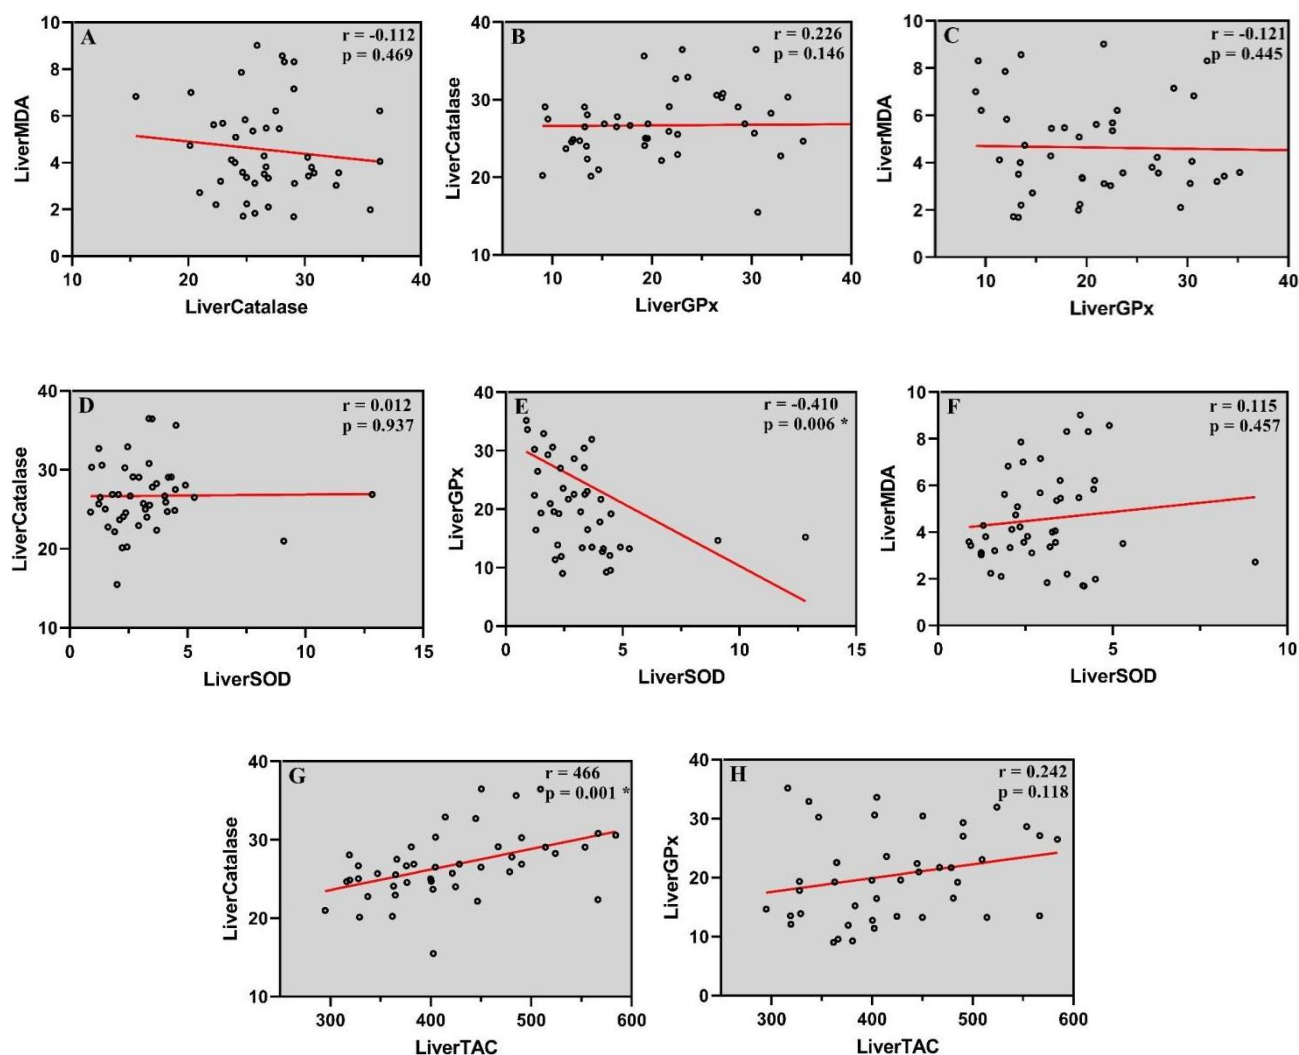 A
r = -0.112
p = 0.469
10
8
6
4
2
0
LiverMDA
10
20
30
40
LiverCatalase
B
r = 0.226
p = 0.146
40
30
20
10
LiverCatalase
0
10
20
30
40
LiverGPx
C
r = -0.121
p = 0.445
10
8
6
4
2
0
LiverMDA
10
20
30
40
LiverGPx
D
r = 0.012
p = 0.937
40
30
20
10
LiverCatalase
0
5
10
15
LiverSOD
E
r = -0.410
p = 0.006 *
40
30
20
10
0
LiverGPx
0
5
10
15
LiverSOD
F
r = 0.115
p = 0.457
10
8
6
4
2
0
LiverMDA
0
5
10
LiverSOD
G
r = 466
p = 0.001 *
40
30
20
10
LiverCatalase
300
400
500
600
LiverTAC
H
r = 0.242
p = 0.118
40
30
20
10
0
LiverGPx
300
400
500
600
LiverTAC